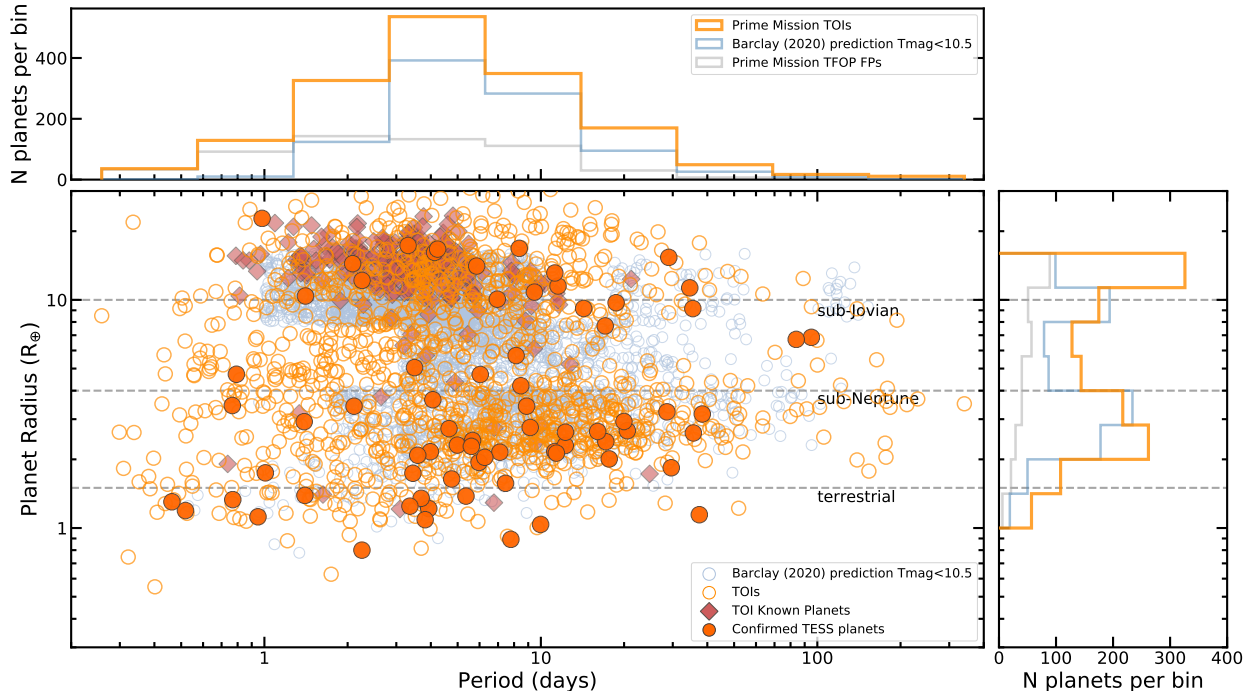 N planets per bin
400
200
0
Prime Mission TOIs
Barclay (2020) prediction Tmag<10.5
Prime Mission TFOP FPs
Planet Radius (R⊕)
10
1
sub-Jovian
sub-Neptune
terrestrial
Barclay (2020) prediction Tmag<10.5
TOIs
TOI Known Planets
Confirmed TESS planets
1
10
100
Period (days)
0 100 200 300 400
N planets per bin